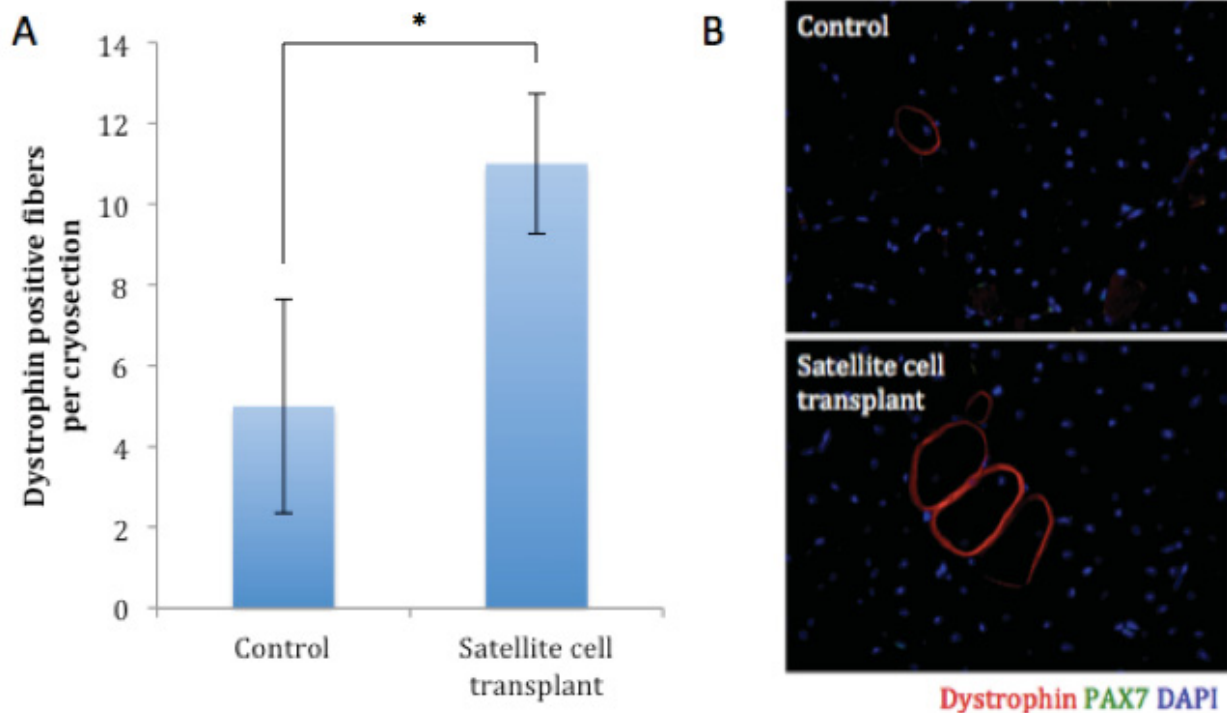 A
*
14
12
10
8
6
4
2
0
Dystrophin positive fibers
per cryosection
Control
Satellite cell
transplant
B
Control
Satellite cell
transplant
Dystrophin PAX7 DAPI